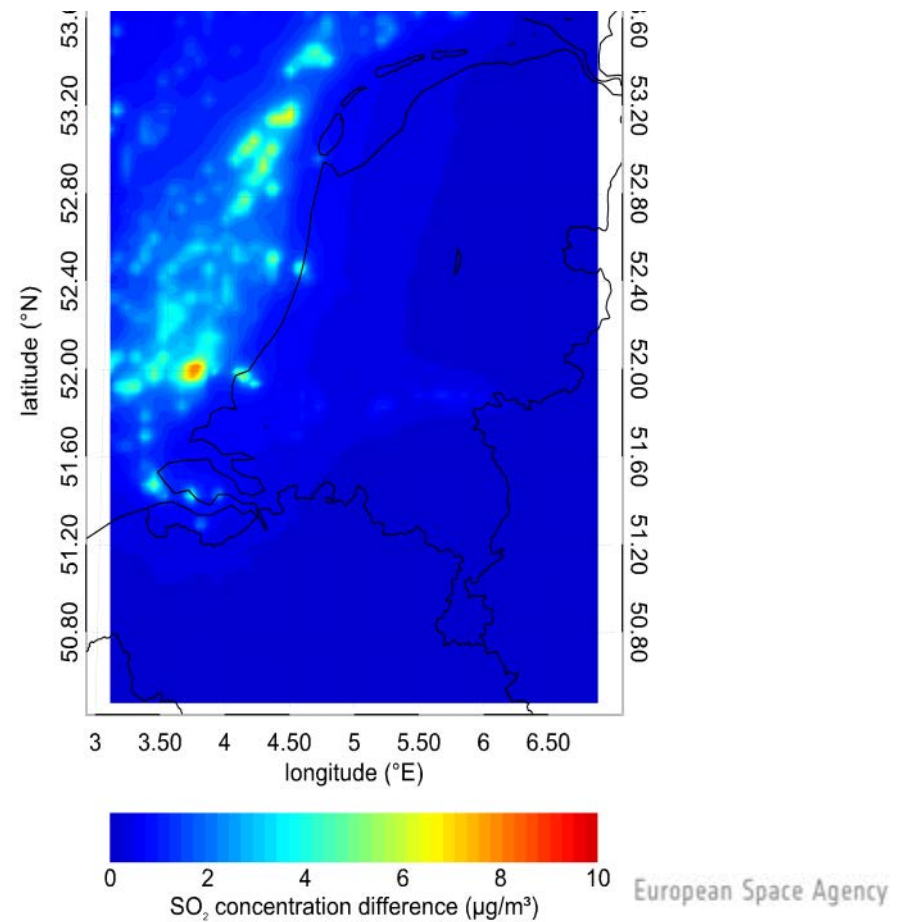 53.20
52.80
52.40
52.00
51.60
51.20
50.80
latitude (°N)
.60
53.20
52.80
52.40
52.00
51.60
51.20
50.80
3 3.50 4 4.50 5 5.50 6 6.50
longitude (°E)
0 2 4 6 8 10
SO₂ concentration difference (μg/m³)
European Space Agency